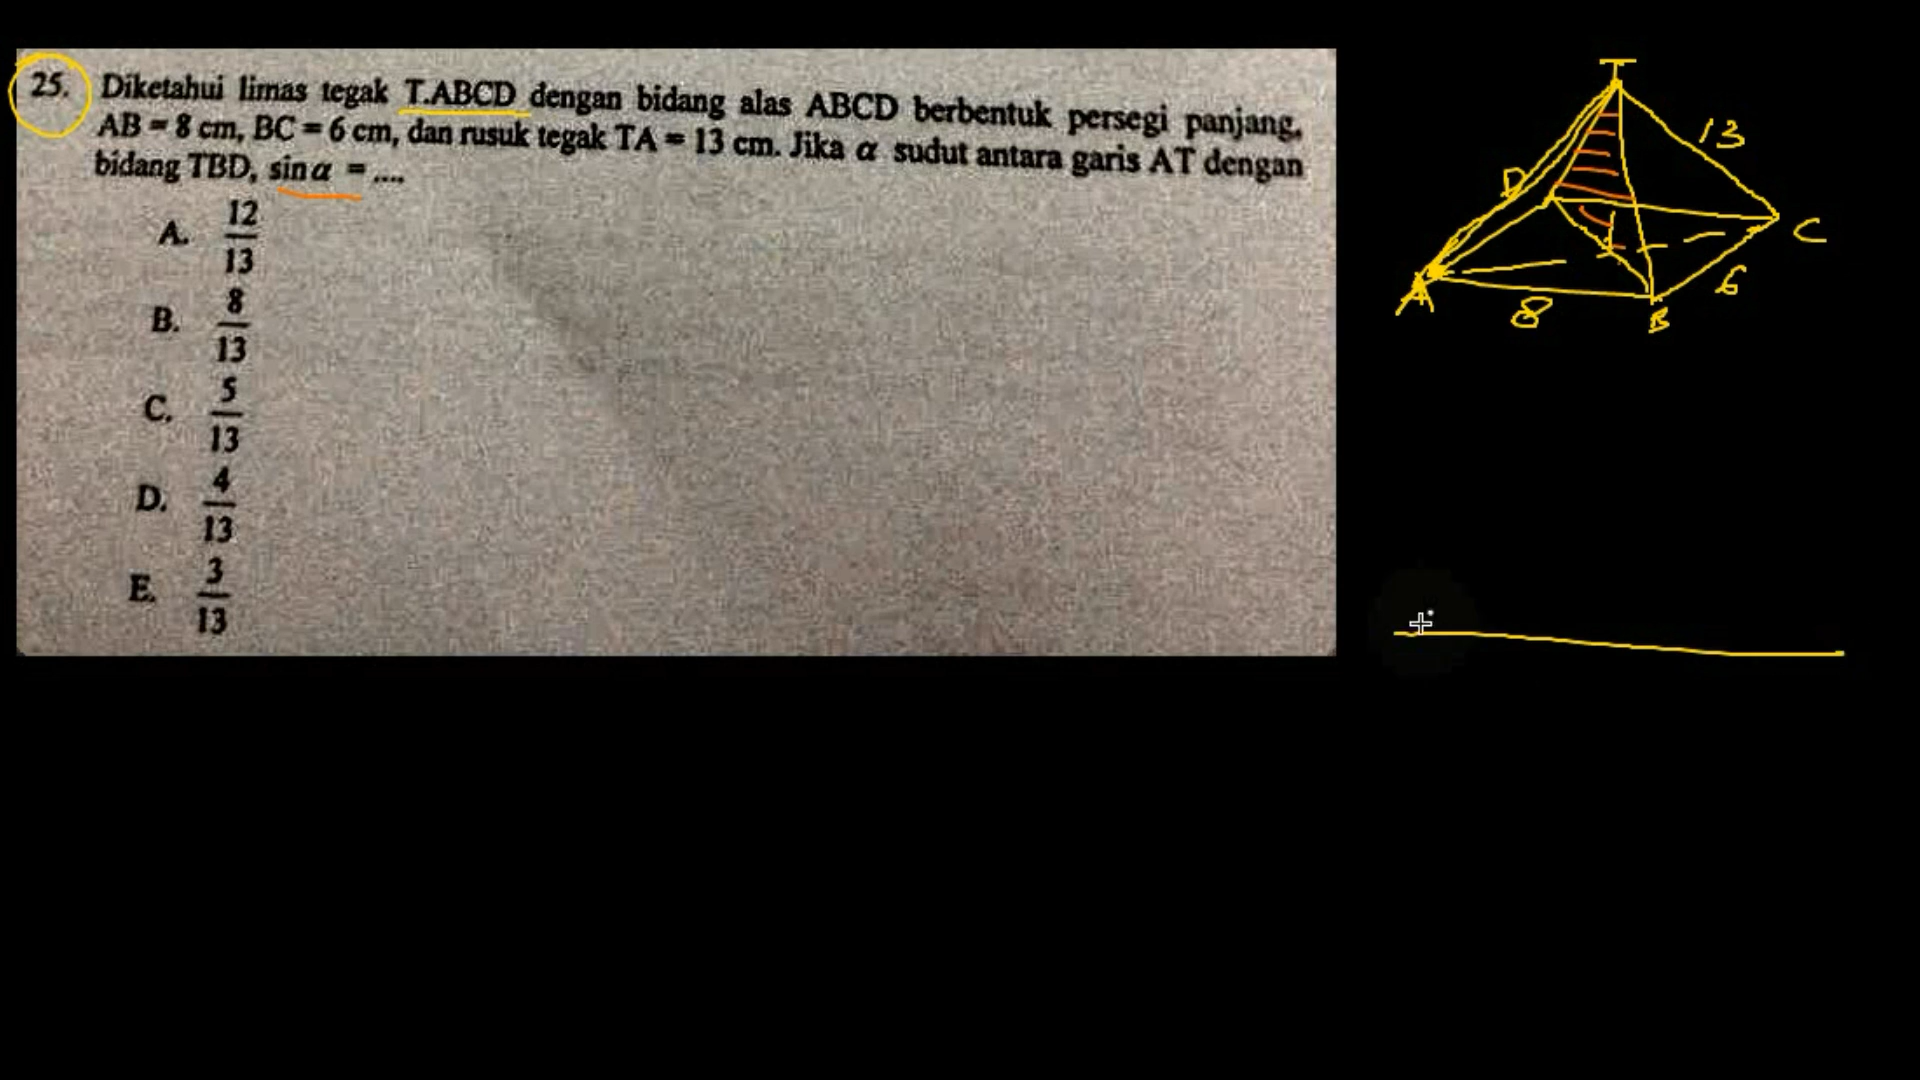 25. Diketahui limas tegak T.ABCD dengan bidang alas ABCD berbentuk persegi panjang,
AB = 8 cm, BC = 6 cm, dan rusuk tegak TA = 13 cm. Jika α sudut antara garis AT dengan
bidang TBD, sin α = ....
A. 12/13
B. 8/13
C. 5/13
D. 4/13
E. 3/13
T
13
D
C
6
A
8
B